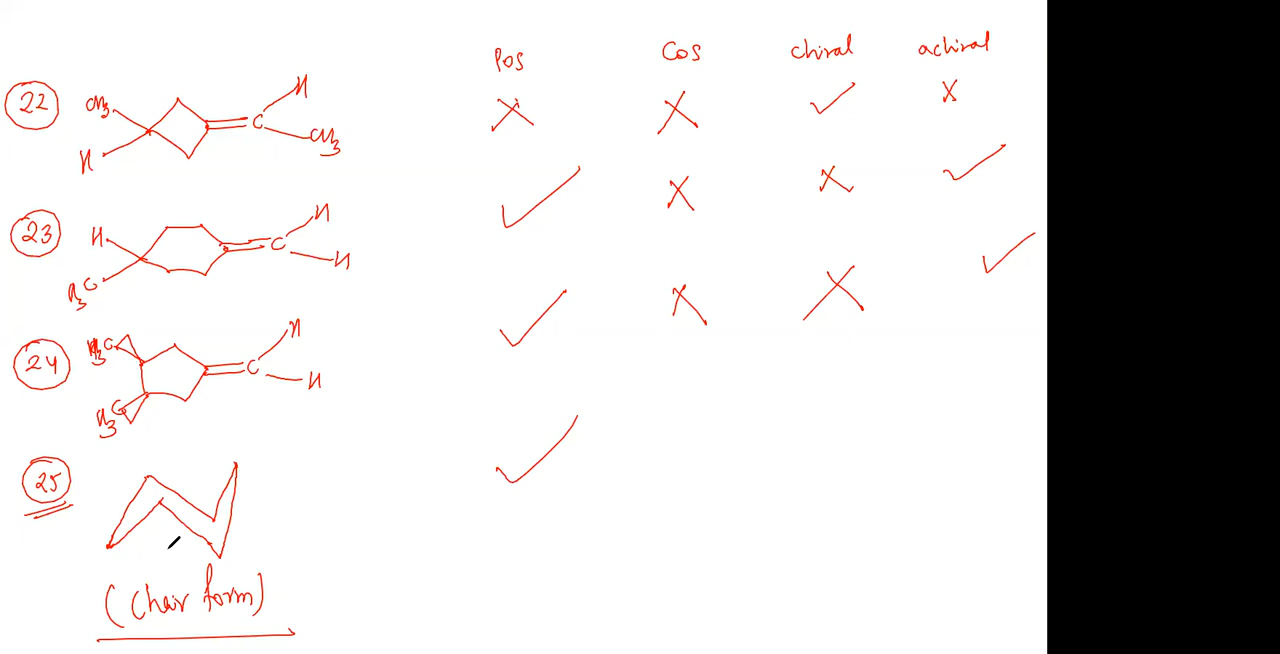 Pos Cos chiral achiral
22 CH3 H C CH3 H
23 H H3C C H H
24 H3C H3C C H H
25
(Chair form)